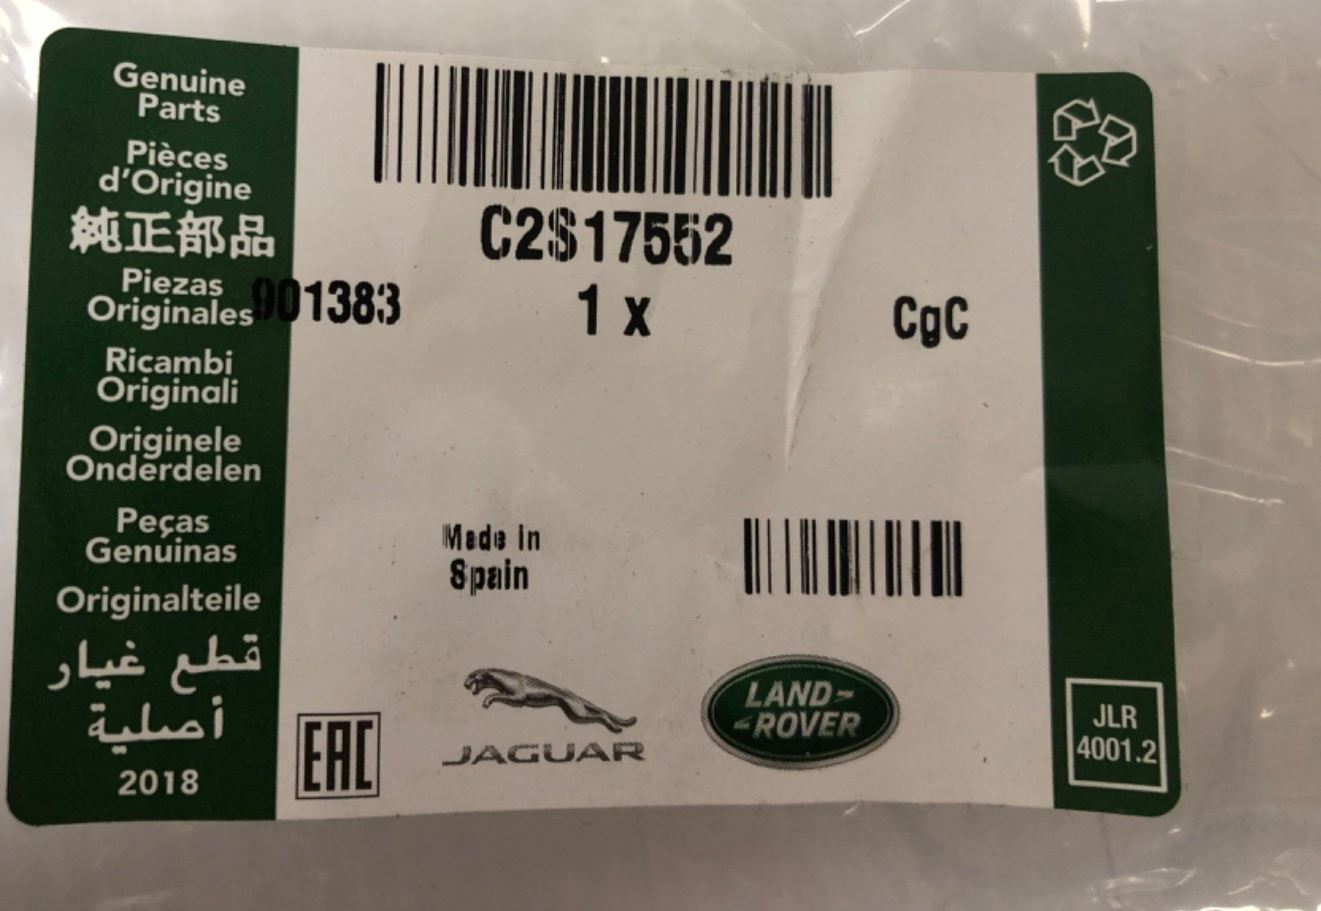 Genuine
Parts
Pièces
d'Origine
純正部品
Piezas
Originales
Ricambi
Originali
Originele
Onderdelen
Peças
Genuinas
Originalteile
قطع غيار
أصلية
2018
C2S17552
901383
1 x
CgC
Made In
Spain
EAC
JAGUAR
LAND-
-ROVER
JLR
4001.2